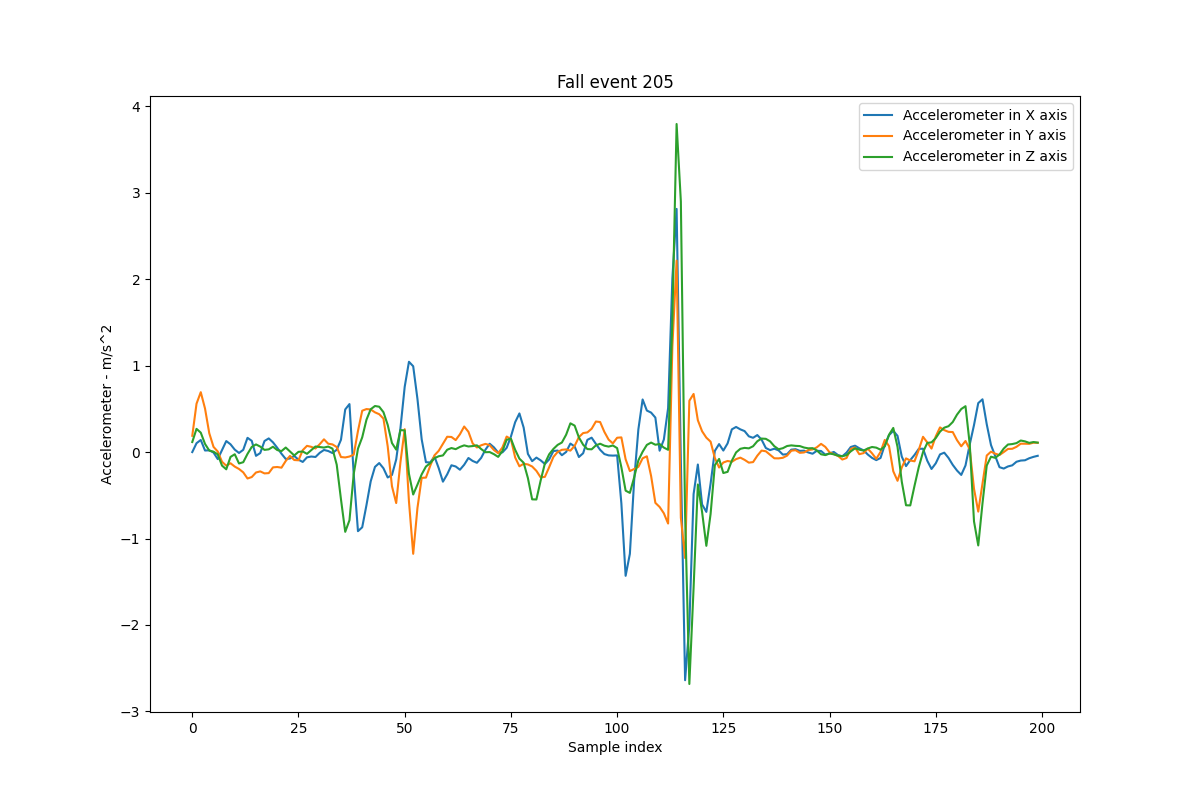 Fall event 205
Accelerometer in X axis
Accelerometer in Y axis
Accelerometer in Z axis
4
3
2
1
0
−1
−2
−3
Accelerometer - m/s^2
0 25 50 75 100 125 150 175 200
Sample index